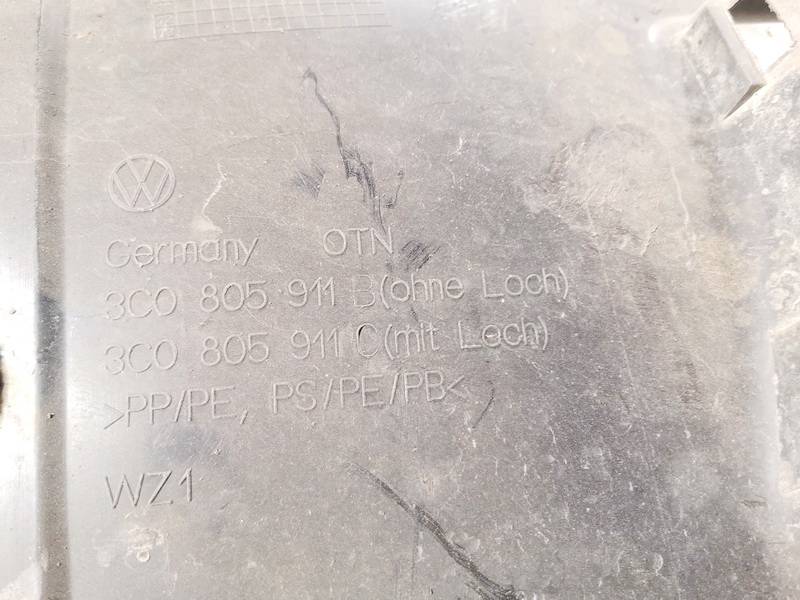 Germany OTN
3C0 805 911 B(ohne Loch)
3C0 805 911 C(mit Loch)
>PP/PE, PS/PE/PB<
WZ1